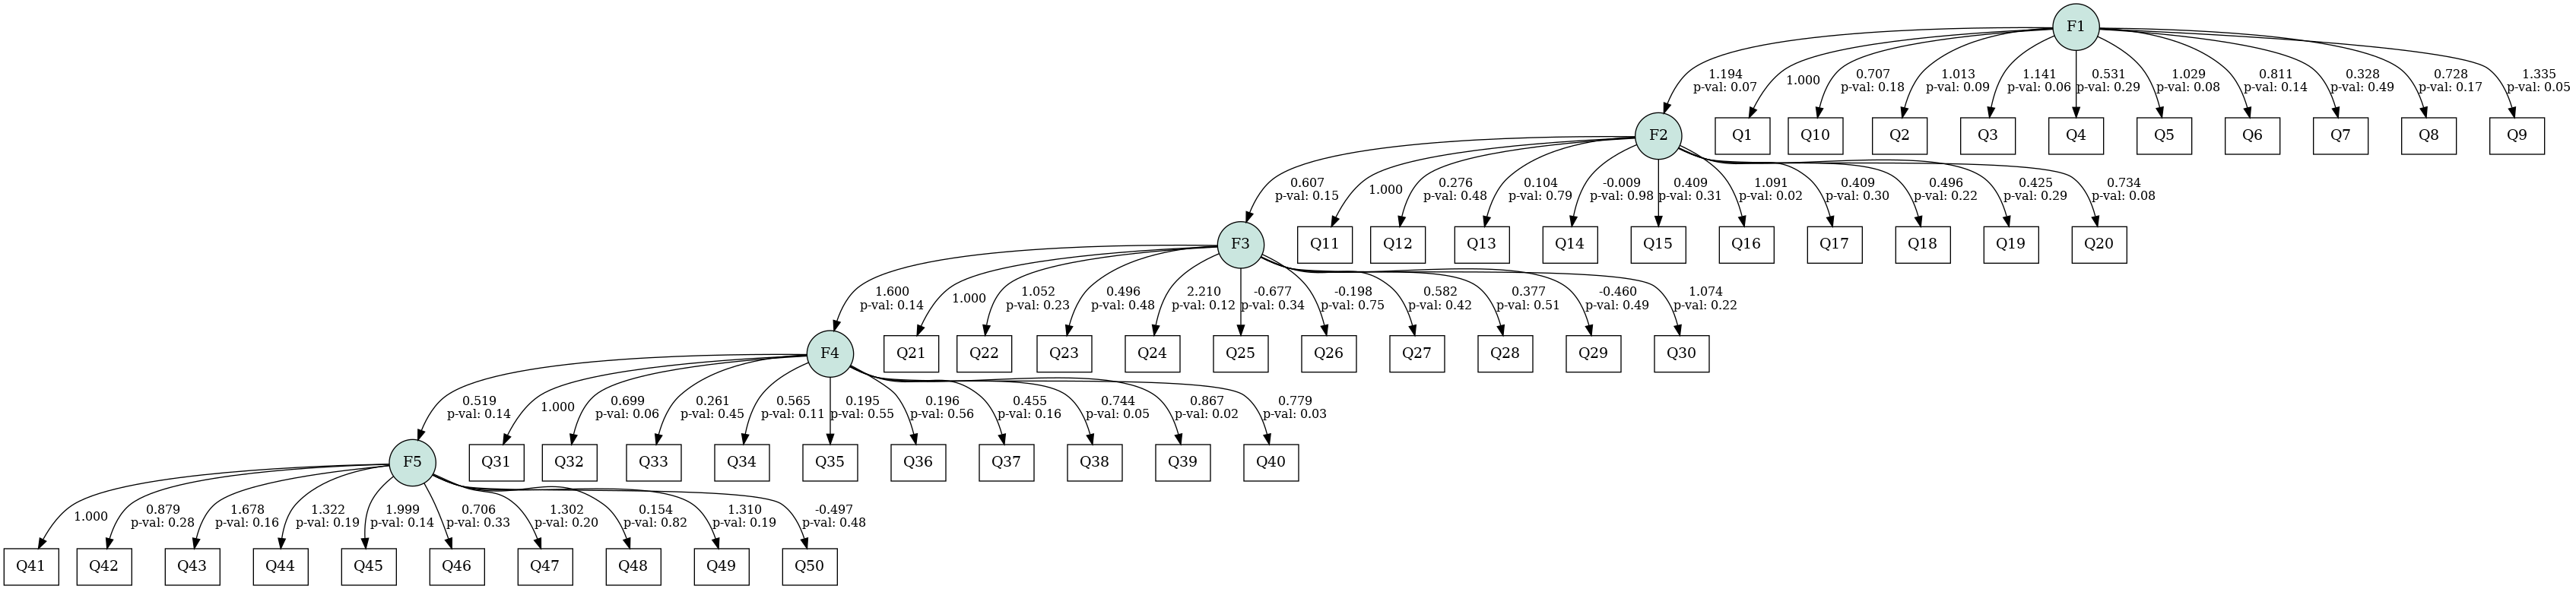 F1
1.194
p-val: 0.07
1.000
0.707
p-val: 0.18
1.013
p-val: 0.09
1.141
p-val: 0.06
0.531
p-val: 0.29
1.029
p-val: 0.08
0.811
p-val: 0.14
0.328
p-val: 0.49
0.728
p-val: 0.17
1.335
p-val: 0.05
F2
Q1
Q10
Q2
Q3
Q4
Q5
Q6
Q7
Q8
Q9
0.607
p-val: 0.15
1.000
0.276
p-val: 0.48
0.104
p-val: 0.79
-0.009
p-val: 0.98
0.409
p-val: 0.31
1.091
p-val: 0.02
0.409
p-val: 0.30
0.496
p-val: 0.22
0.425
p-val: 0.29
0.734
p-val: 0.08
F3
Q11
Q12
Q13
Q14
Q15
Q16
Q17
Q18
Q19
Q20
1.600
p-val: 0.14
1.000
1.052
p-val: 0.23
0.496
p-val: 0.48
2.210
p-val: 0.12
-0.677
p-val: 0.34
-0.198
p-val: 0.75
0.582
p-val: 0.42
0.377
p-val: 0.51
-0.460
p-val: 0.49
1.074
p-val: 0.22
F4
Q21
Q22
Q23
Q24
Q25
Q26
Q27
Q28
Q29
Q30
0.519
p-val: 0.14
1.000
0.699
p-val: 0.06
0.261
p-val: 0.45
0.565
p-val: 0.11
0.195
p-val: 0.55
0.196
p-val: 0.56
0.455
p-val: 0.16
0.744
p-val: 0.05
0.867
p-val: 0.02
0.779
p-val: 0.03
F5
Q31
Q32
Q33
Q34
Q35
Q36
Q37
Q38
Q39
Q40
1.000
0.879
p-val: 0.28
1.678
p-val: 0.16
1.322
p-val: 0.19
1.999
p-val: 0.14
0.706
p-val: 0.33
1.302
p-val: 0.20
0.154
p-val: 0.82
1.310
p-val: 0.19
-0.497
p-val: 0.48
Q41
Q42
Q43
Q44
Q45
Q46
Q47
Q48
Q49
Q50